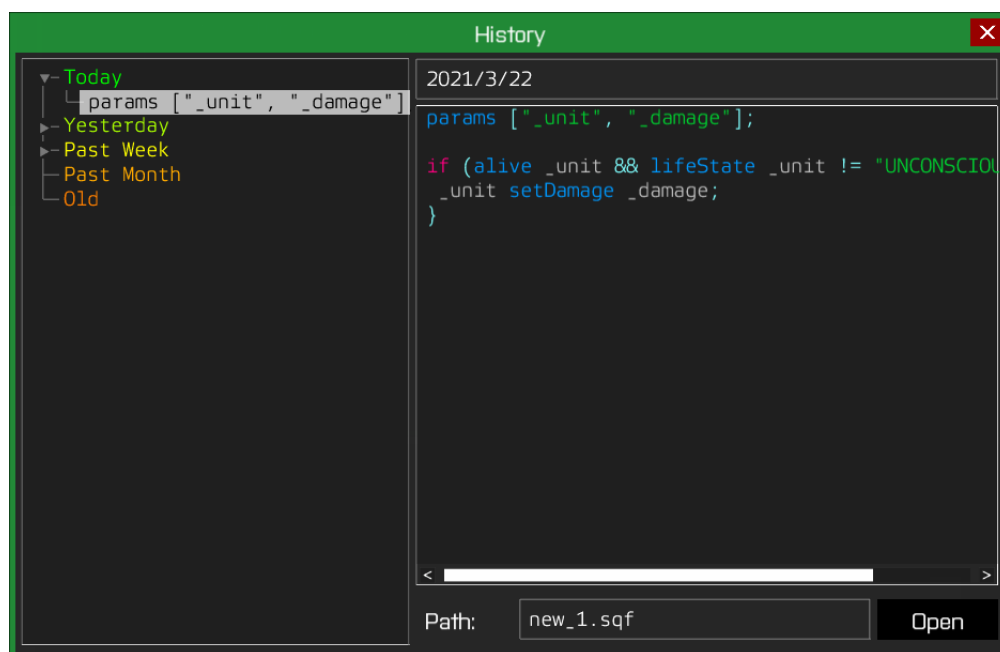 History
Today
params ["_unit", "_damage"]
Yesterday
Past Week
Past Month
Old
2021/3/22
params ["_unit", "_damage"];
if (alive _unit && lifeState _unit != "UNCONSCIOU
_unit setDamage _damage;
}
Path:
new_1.sqf
Open